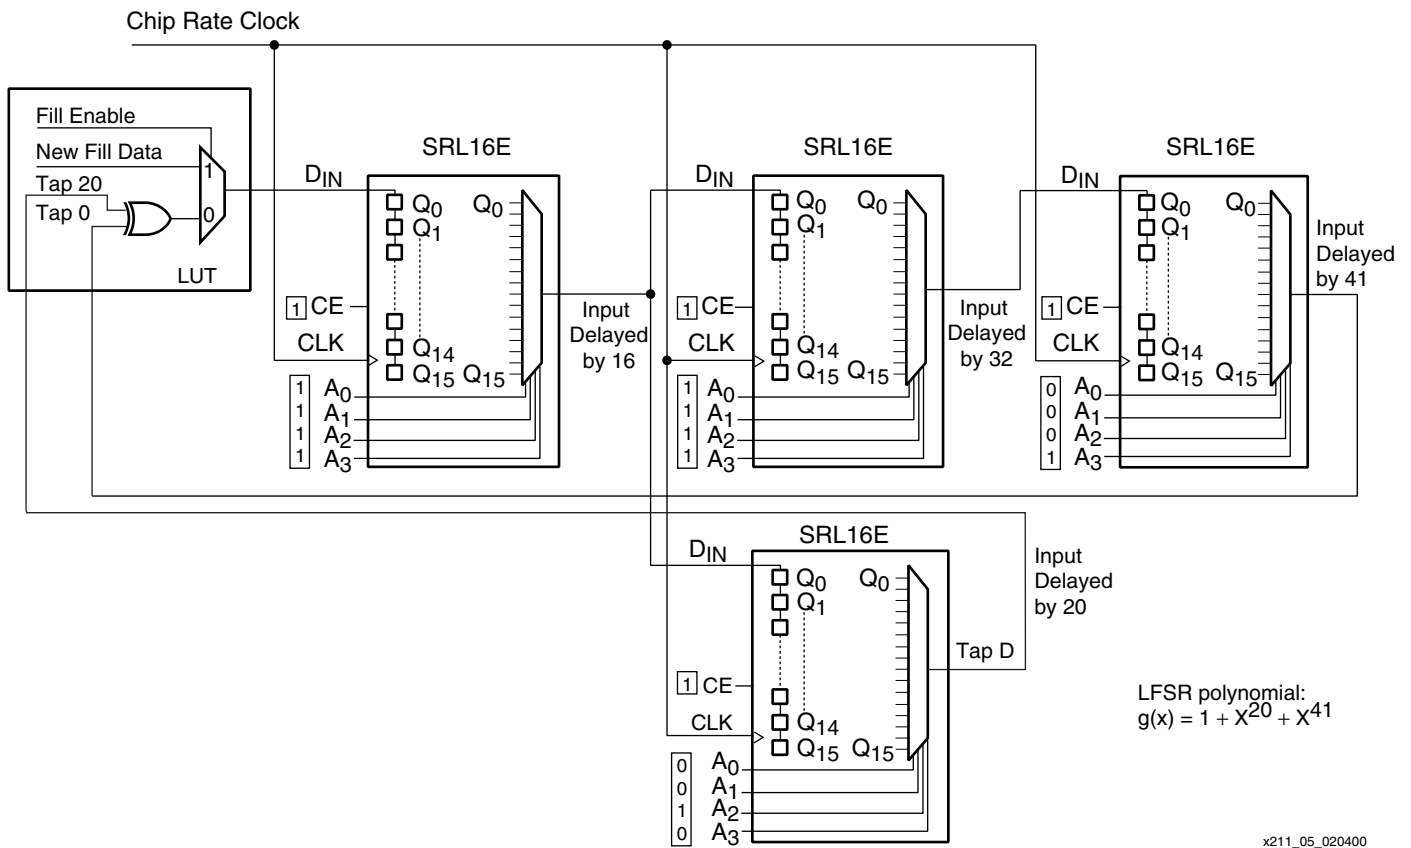 Chip Rate Clock
Fill Enable
New Fill Data
Tap 20
Tap 0
1
0
LUT
SRL16E
DIN
Q0
Q1
Q14
Q15
Q0
Q15
1 CE
CLK
1 A0
1 A1
1 A2
1 A3
Input
Delayed
by 16
SRL16E
DIN
Q0
Q1
Q14
Q15
Q0
Q15
1 CE
CLK
1 A0
1 A1
1 A2
1 A3
Input
Delayed
by 32
SRL16E
DIN
Q0
Q1
Q14
Q15
Q0
Q15
1 CE
CLK
0 A0
0 A1
0 A2
1 A3
Input
Delayed
by 41
SRL16E
DIN
Q0
Q1
Q14
Q15
Q0
Q15
1 CE
CLK
0 A0
0 A1
1 A2
0 A3
Tap D
Input
Delayed
by 20
LFSR polynomial:
g(x) = 1 + X^20 + X^41
x211_05_020400